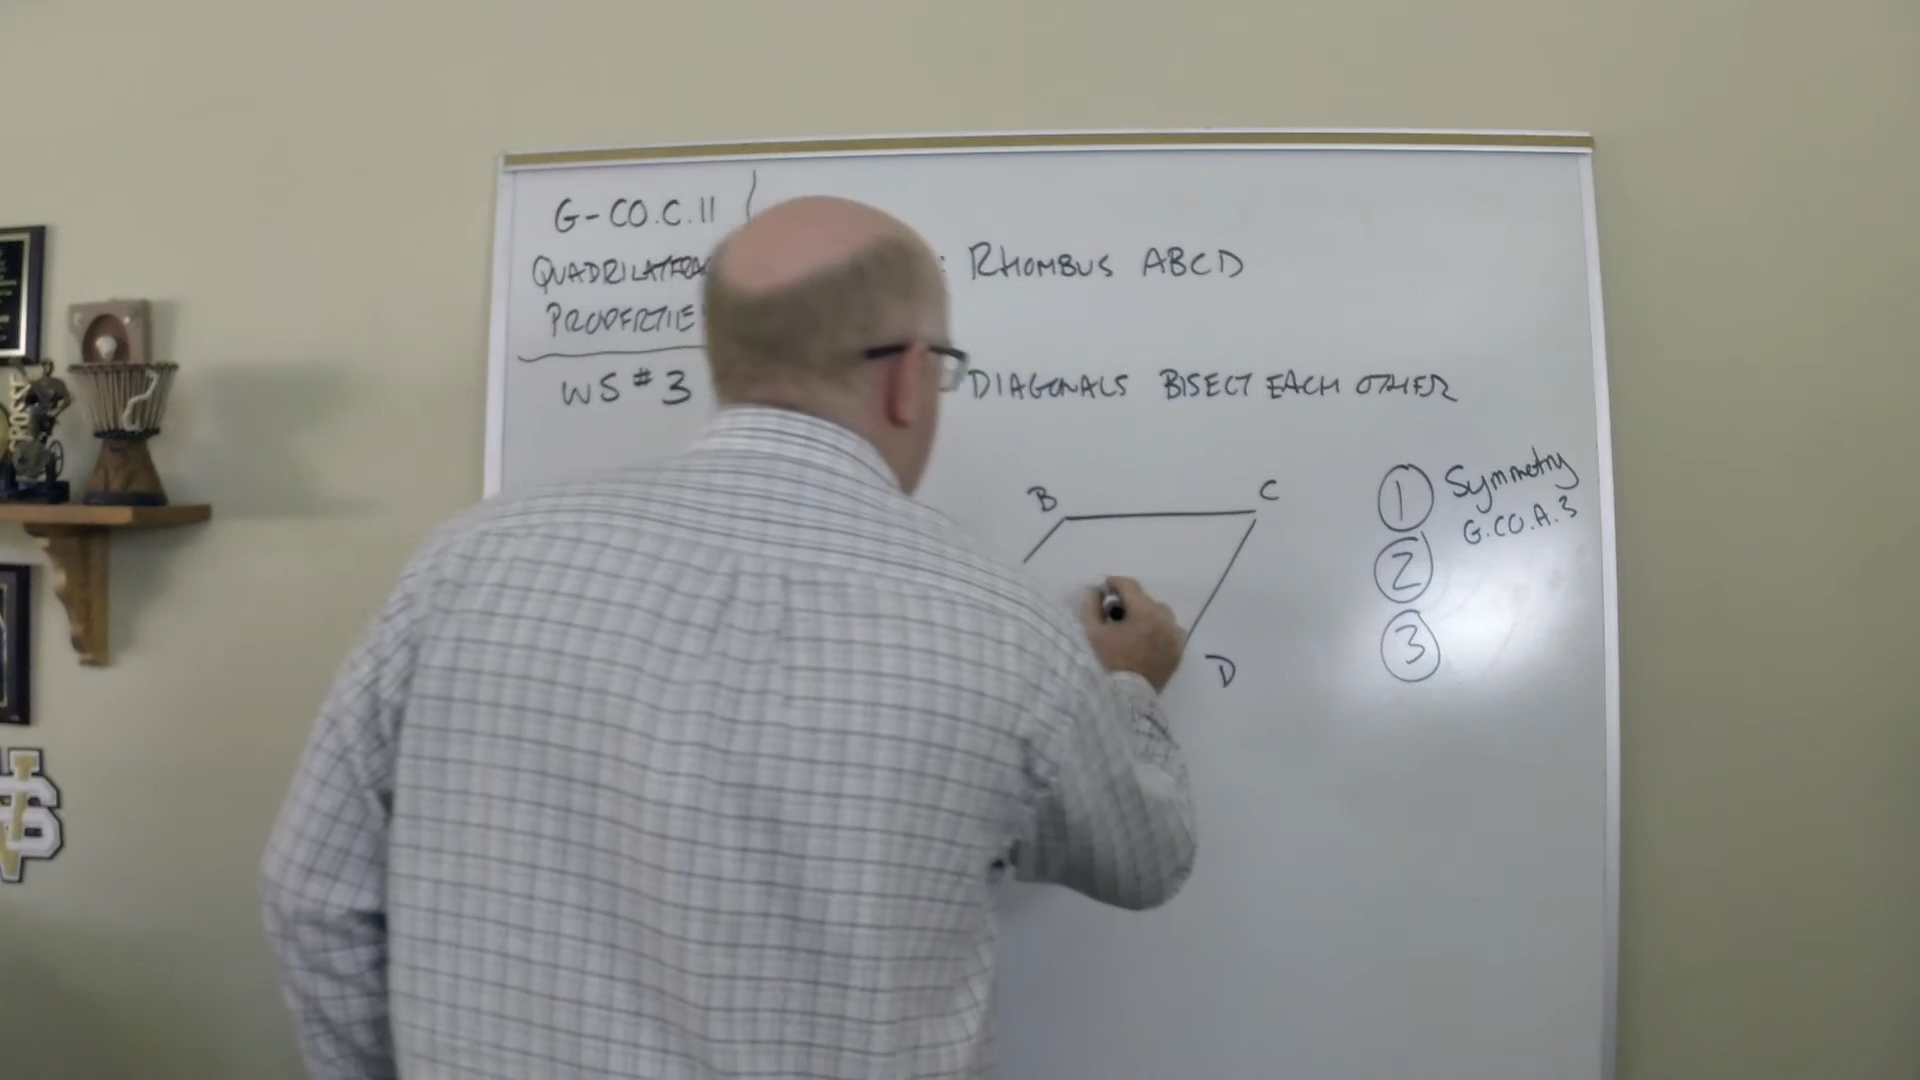 G-CO.C.11
: RHOMBUS ABCD
WS #3
DIAGONALS BISECT EACH OTHER
B
C
D
1 Symmetry
G.CO.A.3
2
3